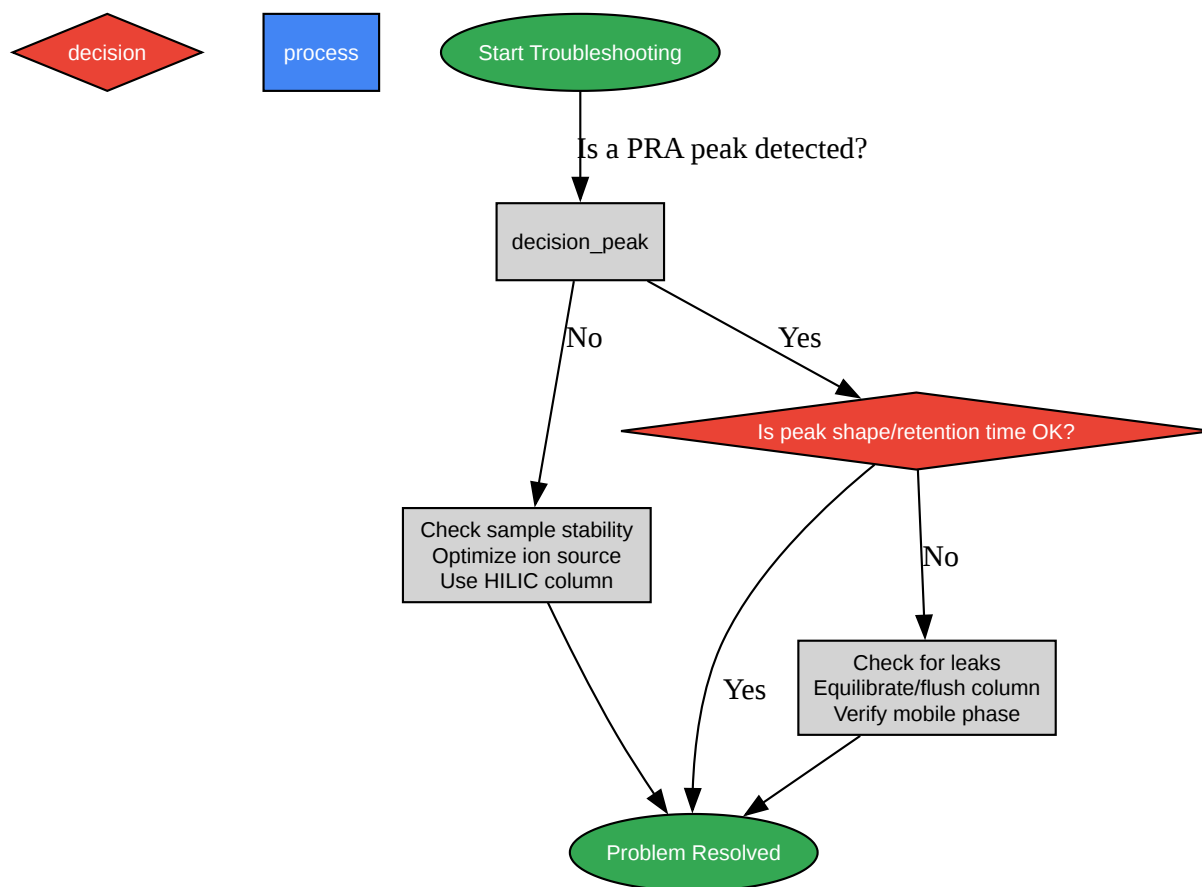 decision
process
Start Troubleshooting
Is a PRA peak detected?
decision_peak
No
Yes
Is peak shape/retention time OK?
Check sample stability
Optimize ion source
Use HILIC column
No
Check for leaks
Equilibrate/flush column
Verify mobile phase
Yes
Problem Resolved